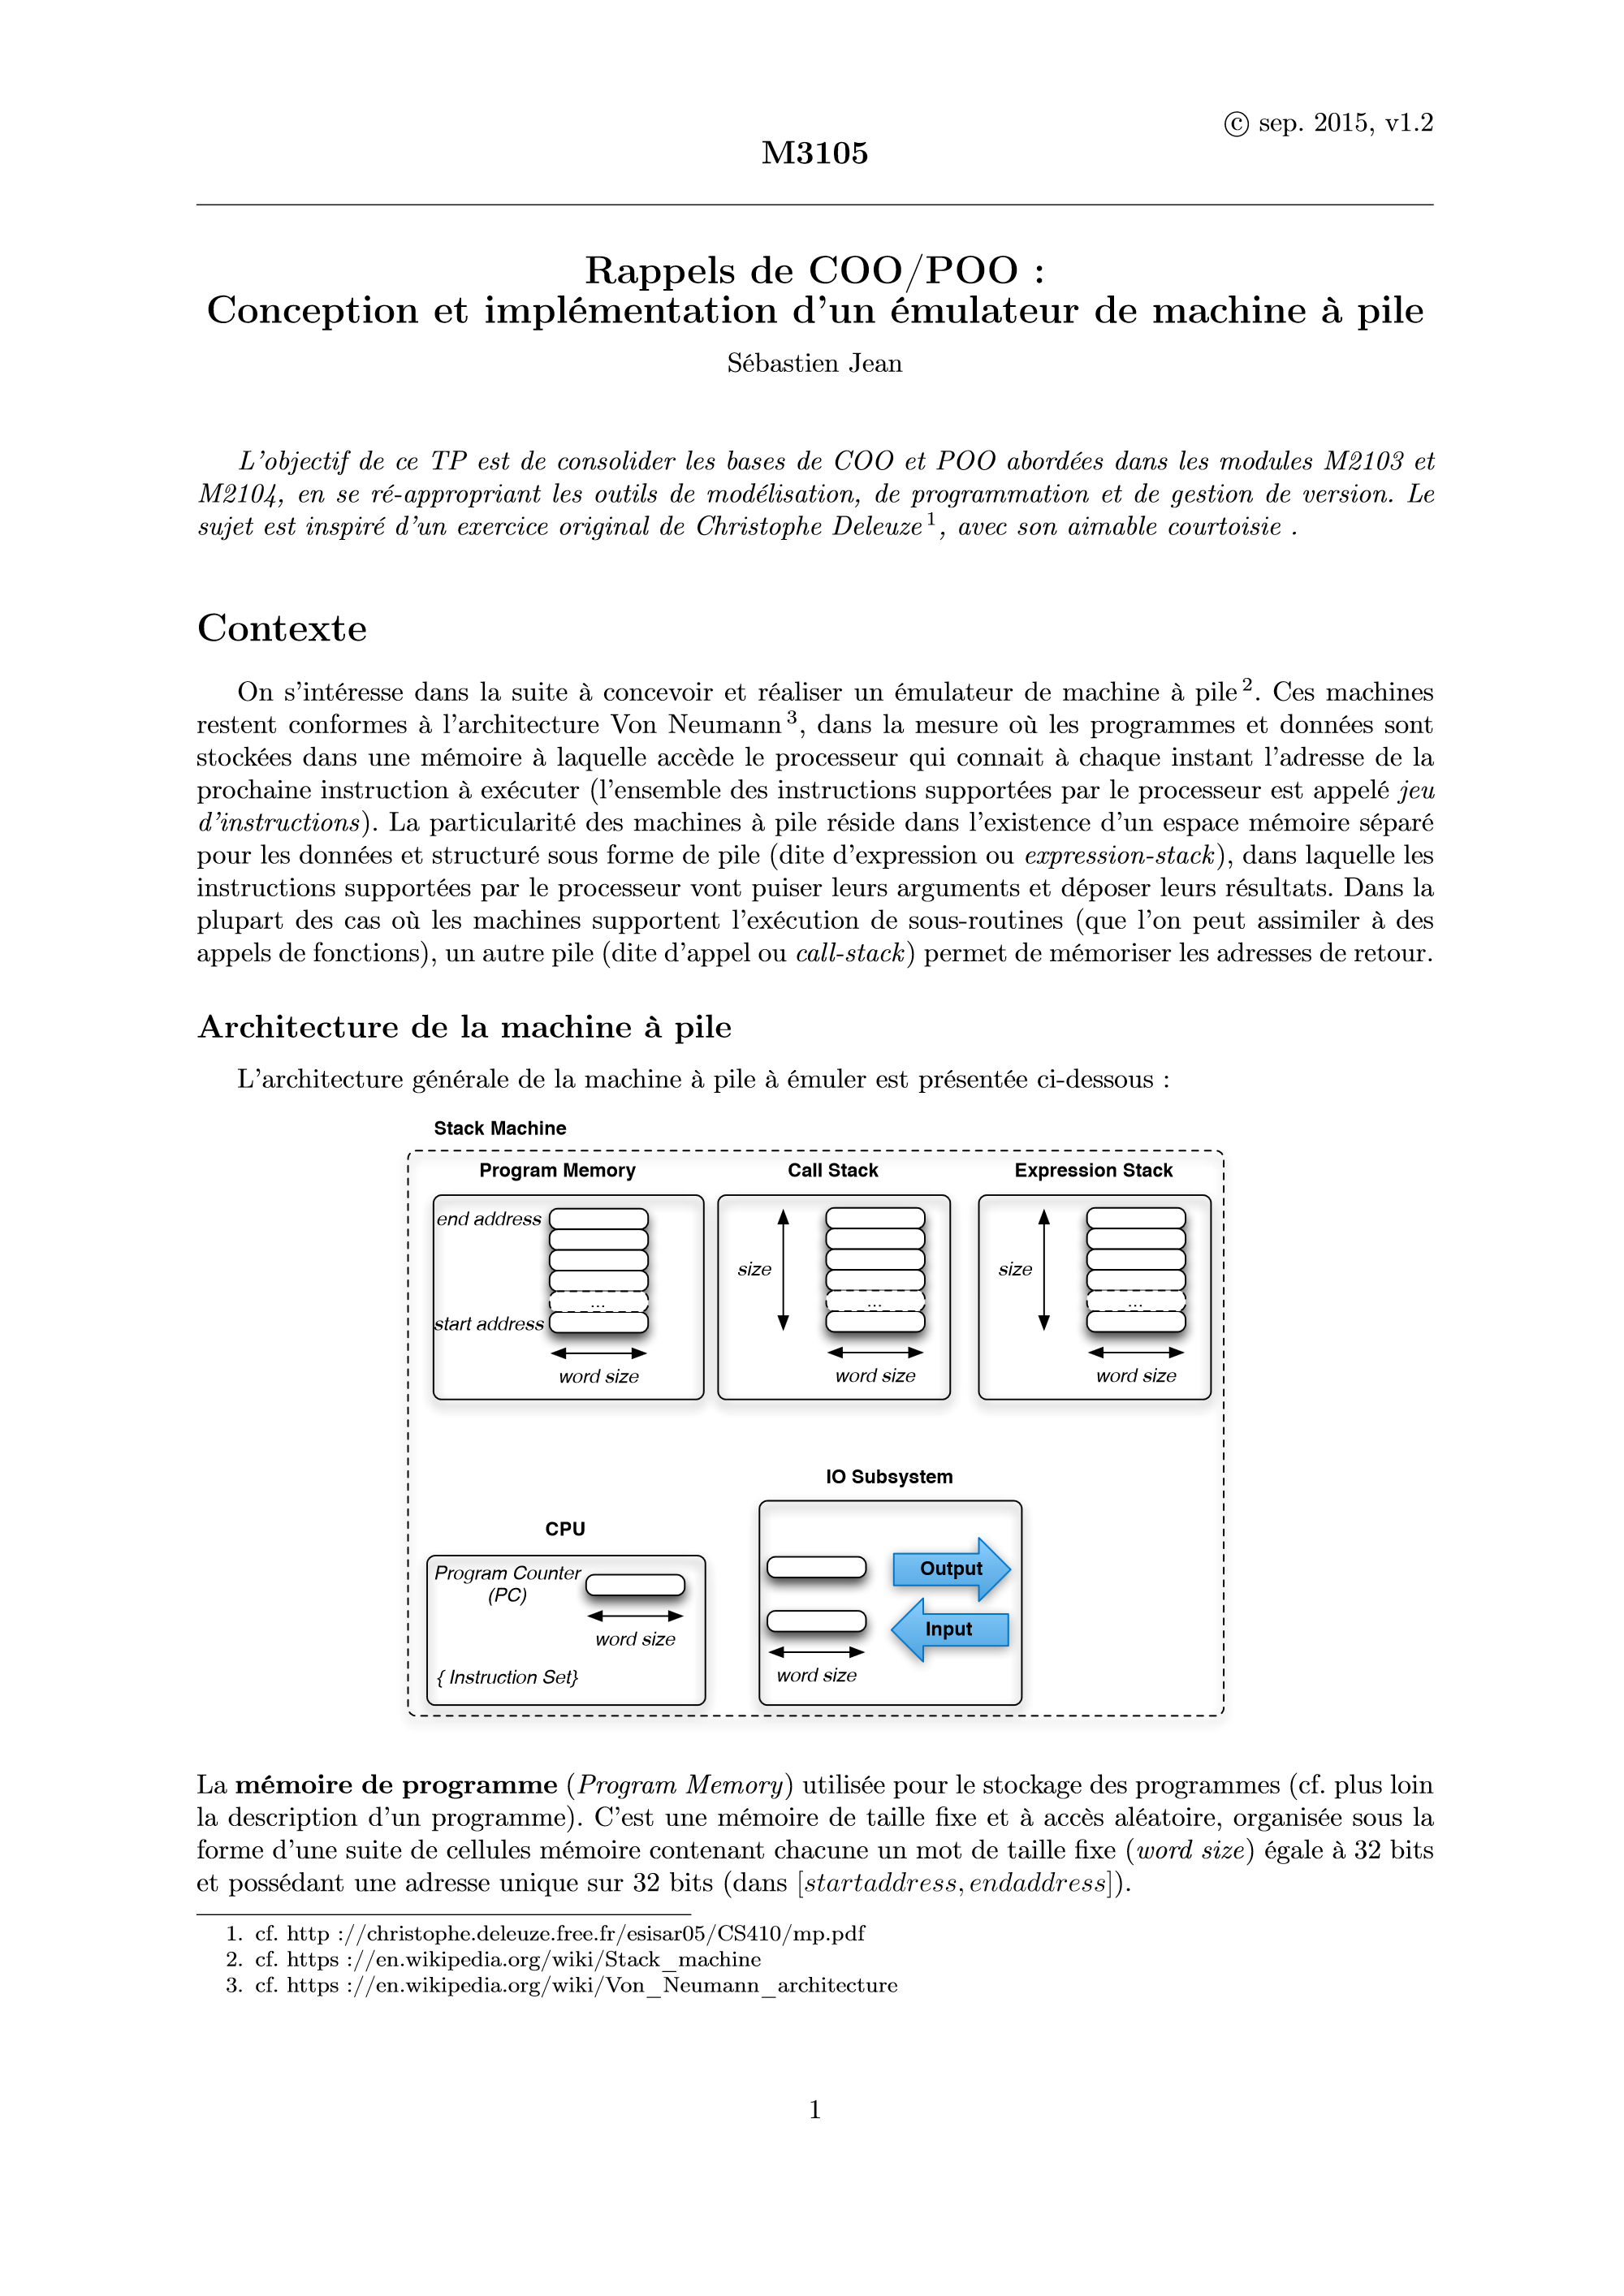 © sep. 2015, v1.2
M3105
Rappels de COO/POO :
Conception et implémentation d'un émulateur de machine à pile
Sébastien Jean
L'objectif de ce TP est de consolider les bases de COO et POO abordées dans les modules M2103 et
M2104, en se ré-appropriant les outils de modélisation, de programmation et de gestion de version. Le
sujet est inspiré d'un exercice original de Christophe Deleuze 1, avec son aimable courtoisie .
Contexte
On s'intéresse dans la suite à concevoir et réaliser un émulateur de machine à pile 2. Ces machines
restent conformes à l'architecture Von Neumann 3, dans la mesure où les programmes et données sont
stockées dans une mémoire à laquelle accède le processeur qui connait à chaque instant l'adresse de la
prochaine instruction à exécuter (l'ensemble des instructions supportées par le processeur est appelé jeu
d'instructions). La particularité des machines à pile réside dans l'existence d'un espace mémoire séparé
pour les données et structuré sous forme de pile (dite d'expression ou expression-stack), dans laquelle les
instructions supportées par le processeur vont puiser leurs arguments et déposer leurs résultats. Dans la
plupart des cas où les machines supportent l'exécution de sous-routines (que l'on peut assimiler à des
appels de fonctions), un autre pile (dite d'appel ou call-stack) permet de mémoriser les adresses de retour.
Architecture de la machine à pile
L'architecture générale de la machine à pile à émuler est présentée ci-dessous :
Stack Machine
Program Memory
end address
...
start address
word size
Call Stack
size
...
word size
Expression Stack
size
...
word size
CPU
Program Counter
(PC)
word size
{ Instruction Set}
IO Subsystem
Output
Input
word size
La mémoire de programme (Program Memory) utilisée pour le stockage des programmes (cf. plus loin
la description d'un programme). C'est une mémoire de taille fixe et à accès aléatoire, organisée sous la
forme d'une suite de cellules mémoire contenant chacune un mot de taille fixe (word size) égale à 32 bits
et possédant une adresse unique sur 32 bits (dans [startaddress, endaddress]).
1. cf. http ://christophe.deleuze.free.fr/esisar05/CS410/mp.pdf
2. cf. https ://en.wikipedia.org/wiki/Stack_machine
3. cf. https ://en.wikipedia.org/wiki/Von_Neumann_architecture
1